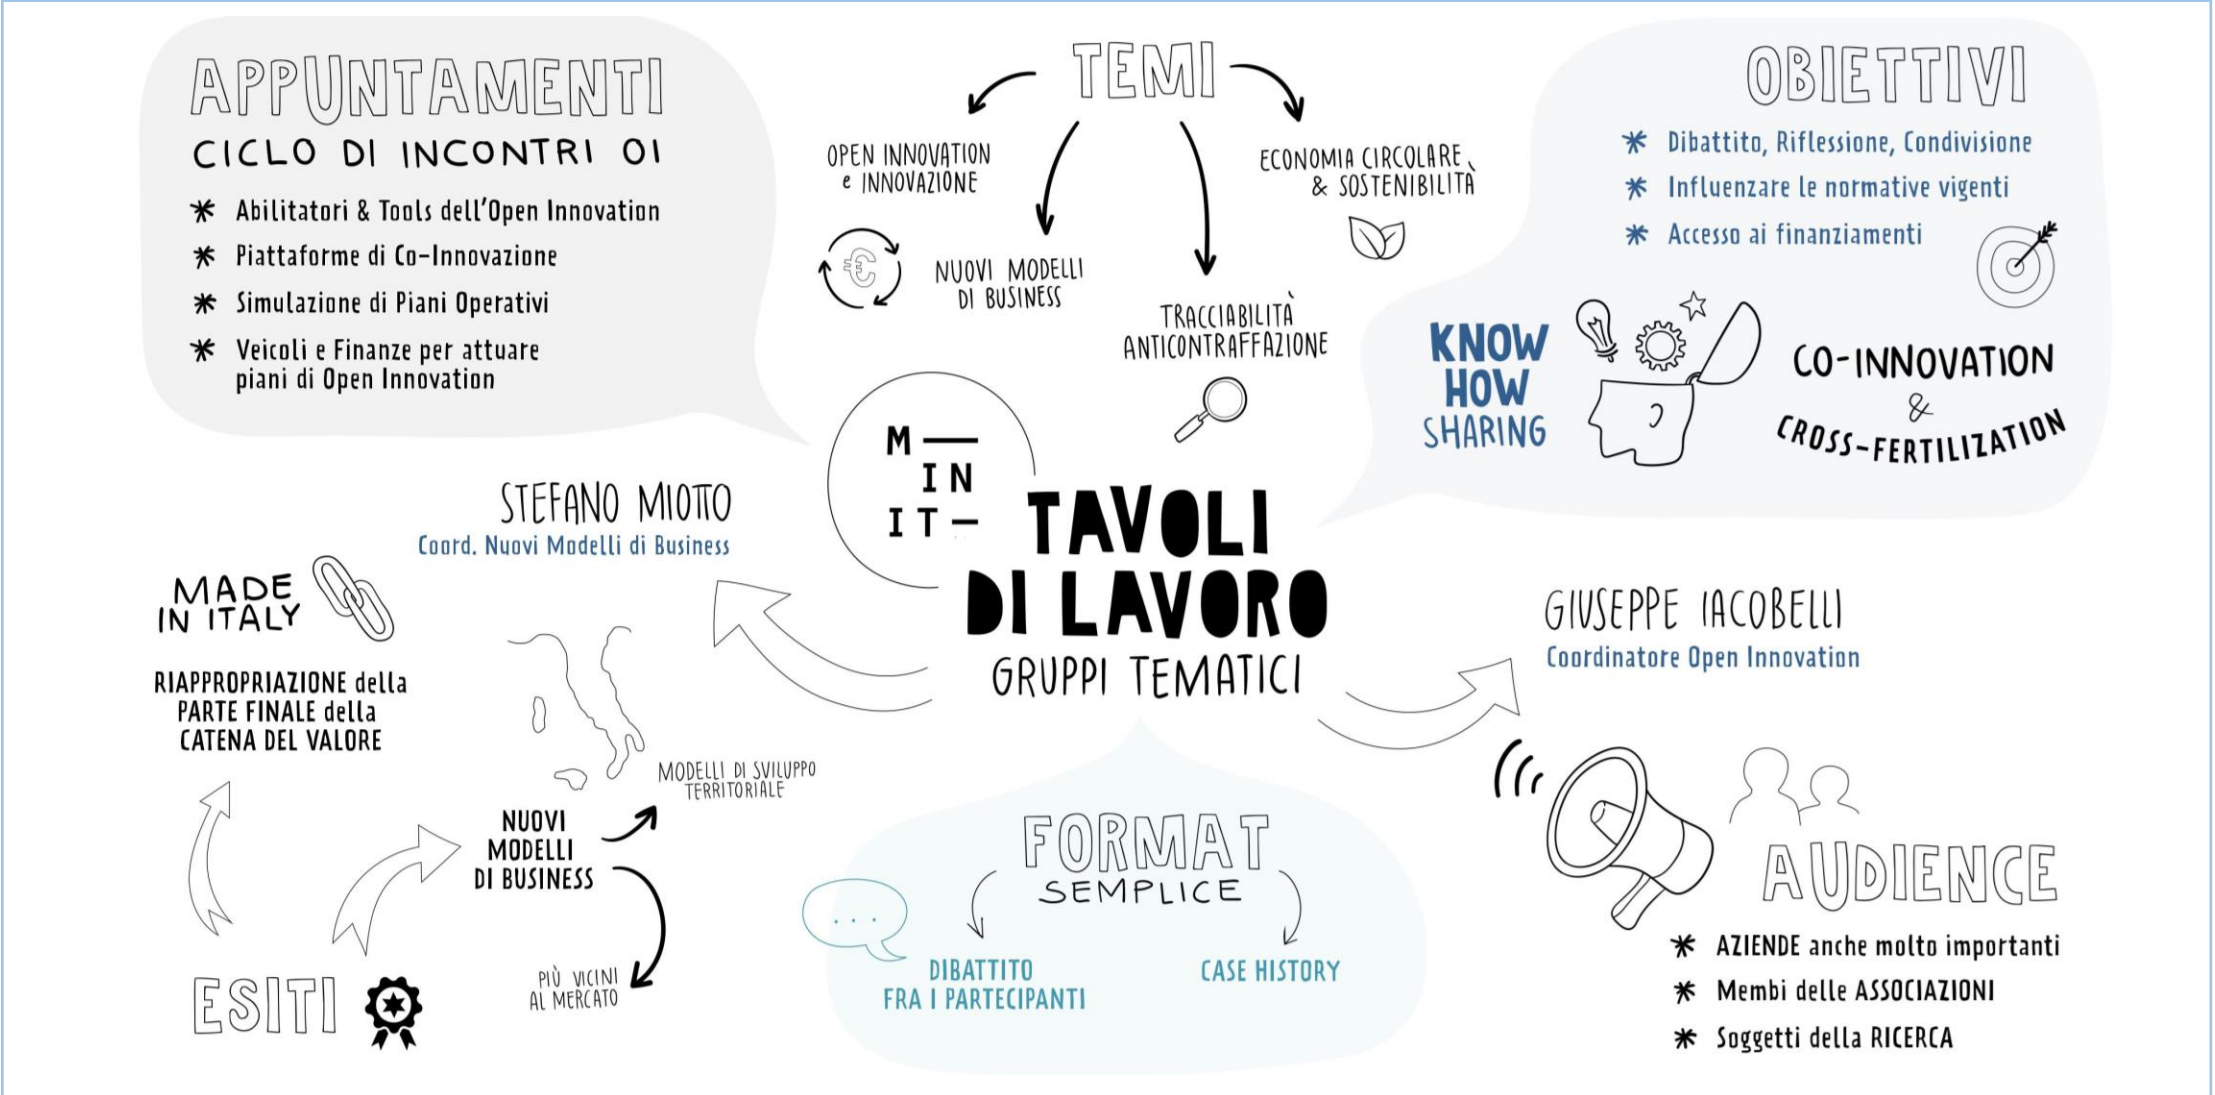 APPUNTAMENTI
CICLO DI INCONTRI OI
Abilitatori & Tools dell'Open Innovation
Piattaforme di Co-Innovazione
Simulazione di Piani Operativi
Veicoli e Finanze per attuare
piani di Open Innovation
TEMI
OPEN INNOVATION
e INNOVAZIONE
NUOVI MODELLI
DI BUSINESS
TRACCIABILITÀ
ANTICONTRAFFAZIONE
ECONOMIA CIRCOLARE
& SOSTENIBILITÀ
OBIETTIVI
Dibattito, Riflessione, Condivisione
Influenzare le normative vigenti
Accesso ai finanziamenti
KNOW
HOW
SHARING
CO-INNOVATION
&
CROSS-FERTILIZATION
M—
IN
IT—
TAVOLI
DI LAVORO
GRUPPI TEMATICI
STEFANO MIOTTO
Coord. Nuovi Modelli di Business
MADE
IN ITALY
RIAPPROPRIAZIONE della
PARTE FINALE della
CATENA DEL VALORE
MODELLI DI SVILUPPO
TERRITORIALE
NUOVI
MODELLI
DI BUSINESS
PIÙ VICINI
AL MERCATO
ESITI
FORMAT
SEMPLICE
...
DIBATTITO
FRA I PARTECIPANTI
CASE HISTORY
GIUSEPPE IACOBELLI
Coordinatore Open Innovation
AUDIENCE
AZIENDE anche molto importanti
Membi delle ASSOCIAZIONI
Soggetti della RICERCA